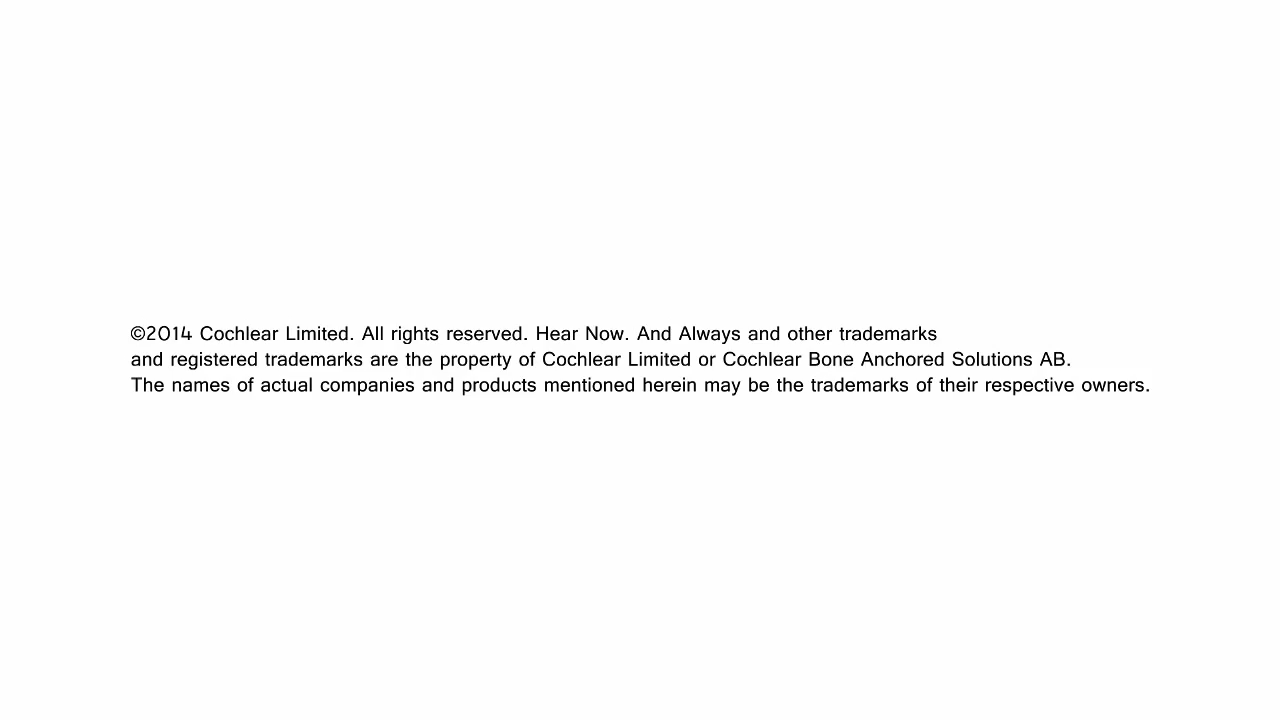 ©2014 Cochlear Limited. All rights reserved. Hear Now. And Always and other trademarks
and registered trademarks are the property of Cochlear Limited or Cochlear Bone Anchored Solutions AB.
The names of actual companies and products mentioned herein may be the trademarks of their respective owners.